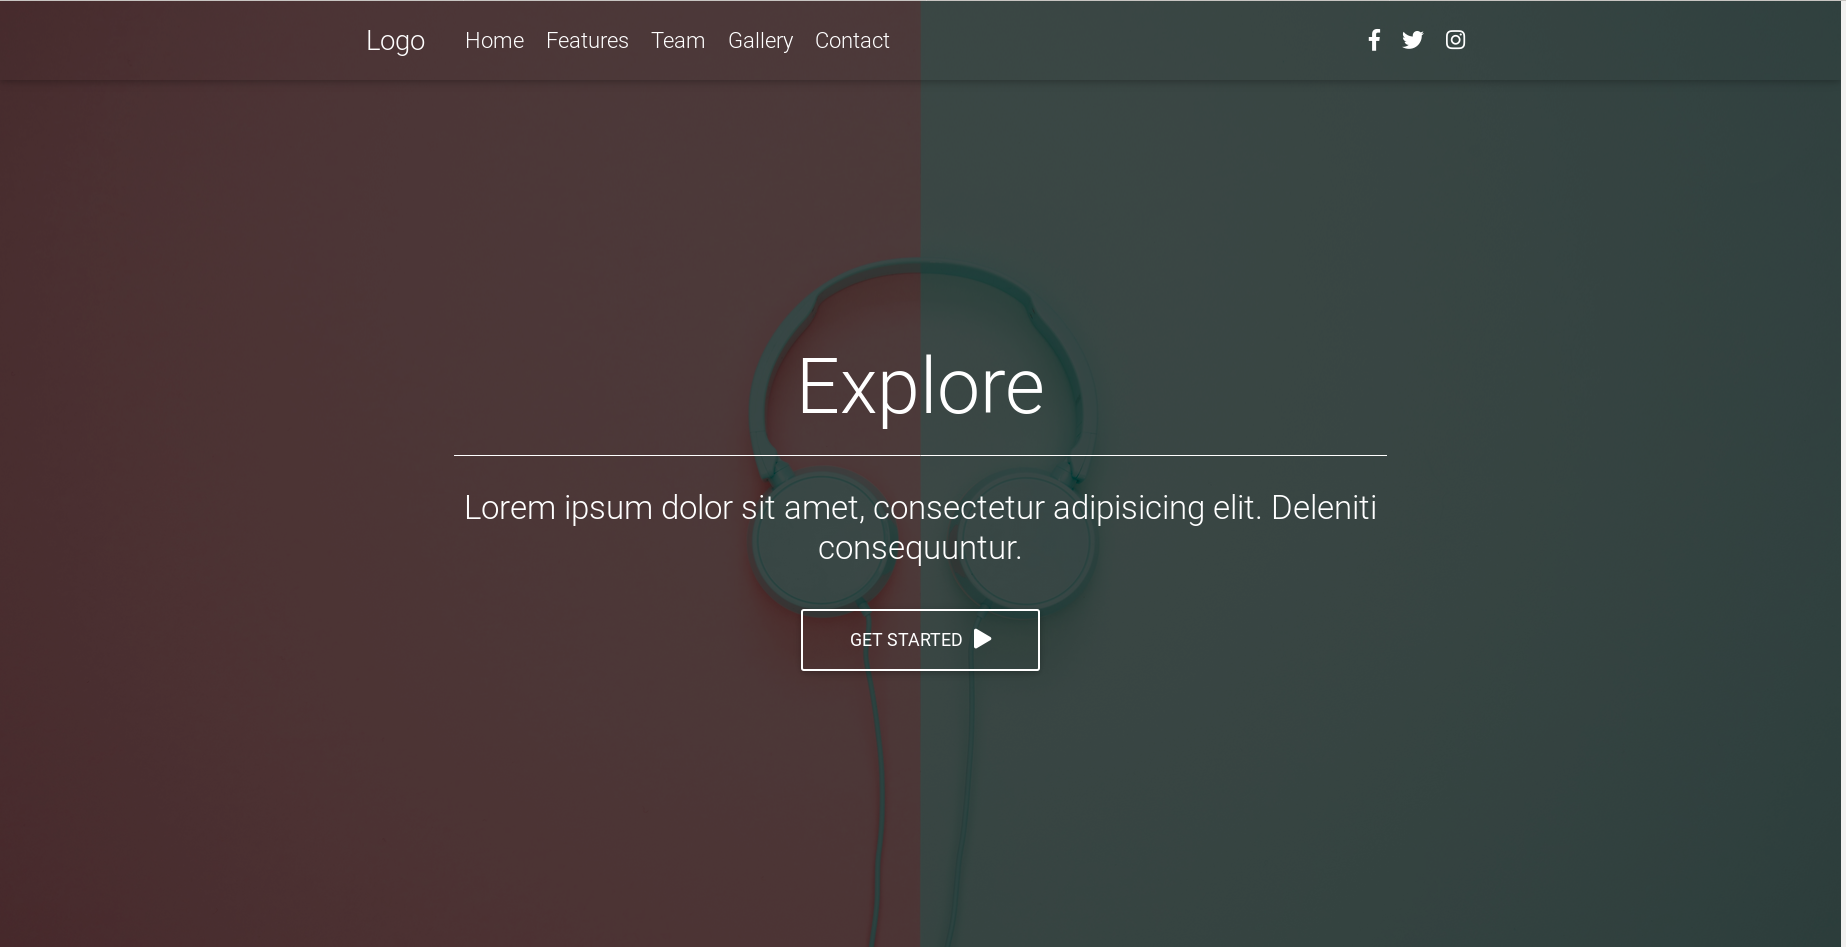 Logo Home Features Team Gallery Contact
Explore
Lorem ipsum dolor sit amet, consectetur adipisicing elit. Deleniti
consequuntur.
GET STARTED